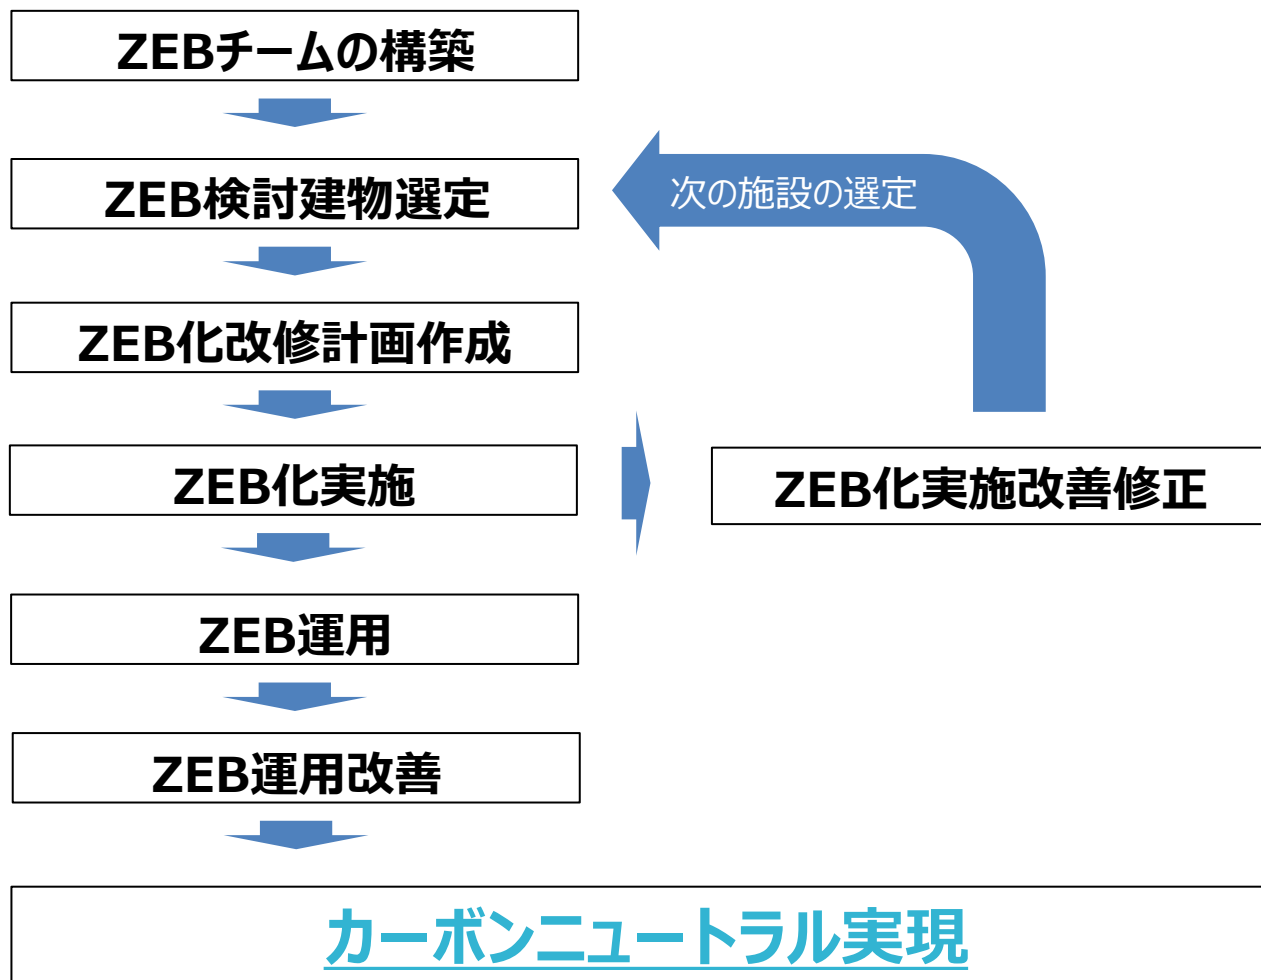 ZEBチームの構築
ZEB検討建物選定
次の施設の選定
ZEB化改修計画作成
ZEB化実施
ZEB化実施改善修正
ZEB運用
ZEB運用改善
カーボンニュートラル実現